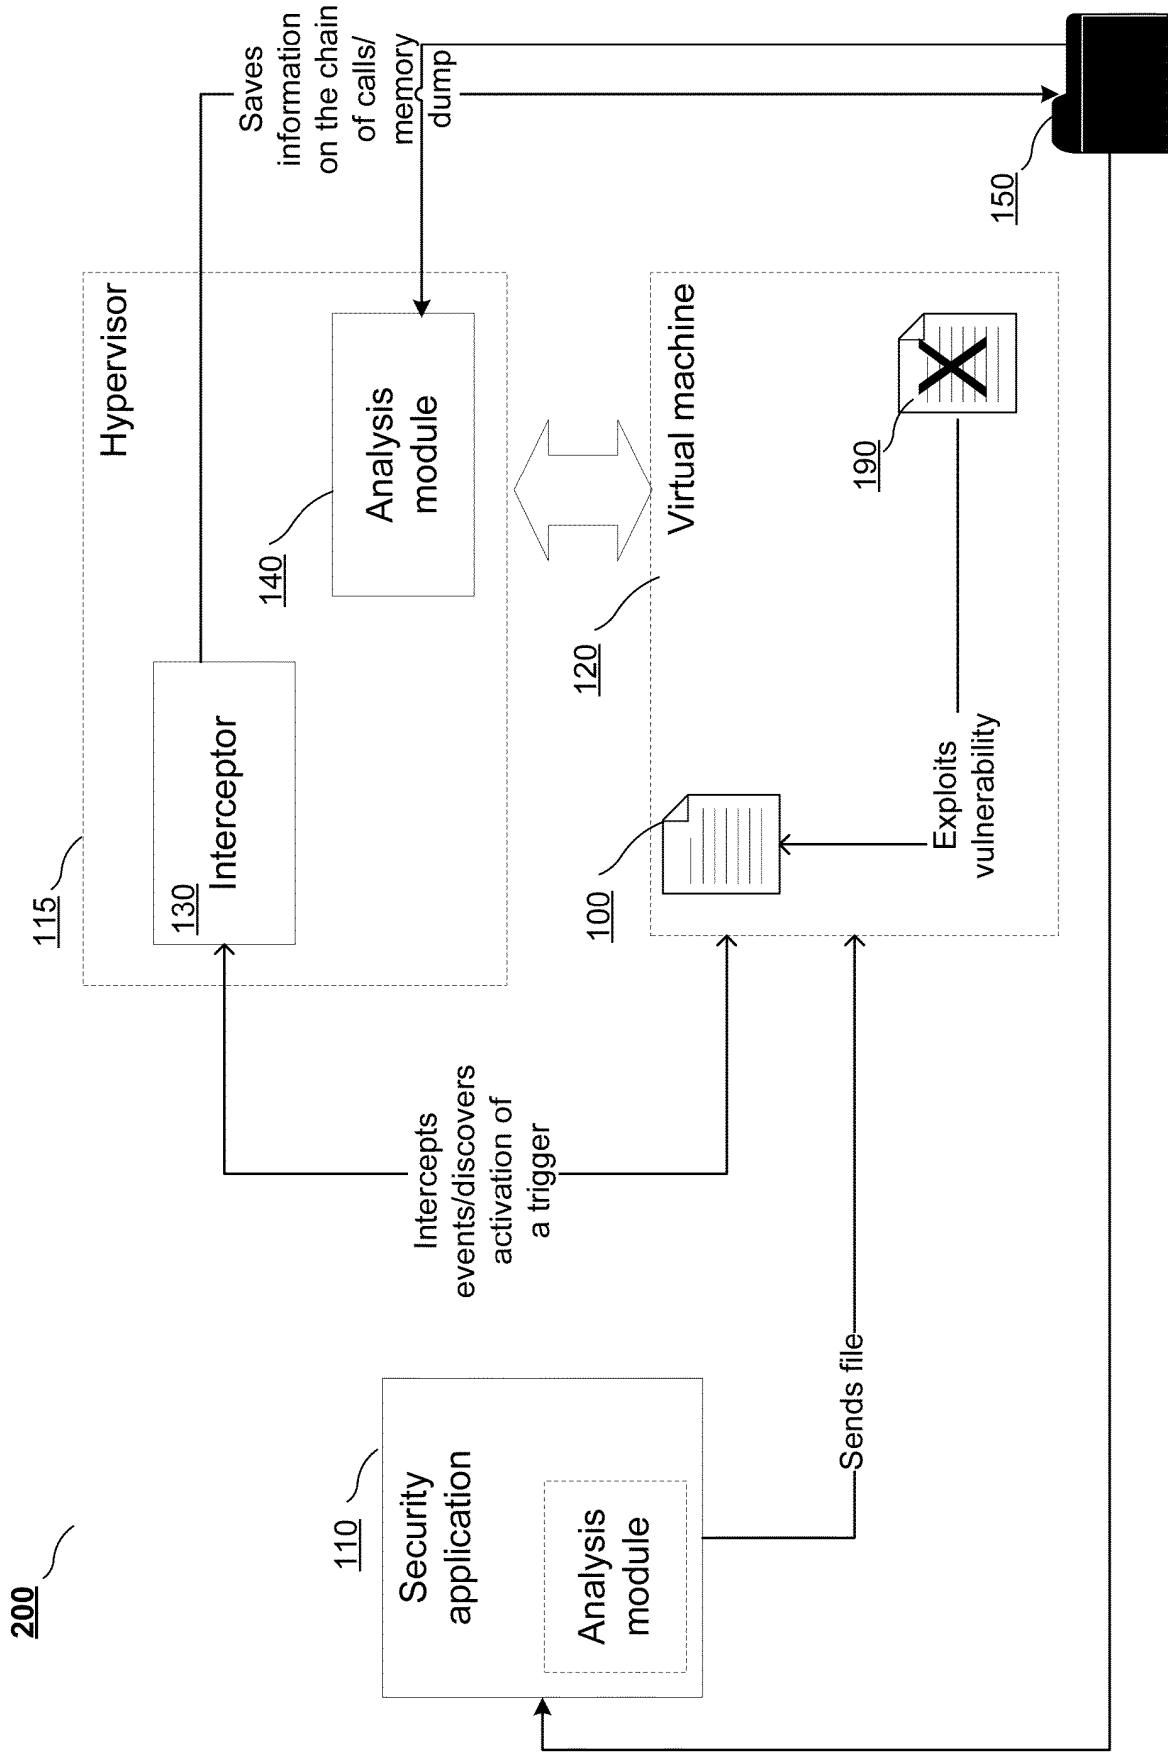 200
110
Security
application
Analysis
module
Sends file
Intercepts
events/discovers
activation of
a trigger
115
Hypervisor
130
Interceptor
140
Analysis
module
Saves
information
on the chain
of calls/
memory
dump
120
Virtual machine
100
Exploits
vulnerability
190
150